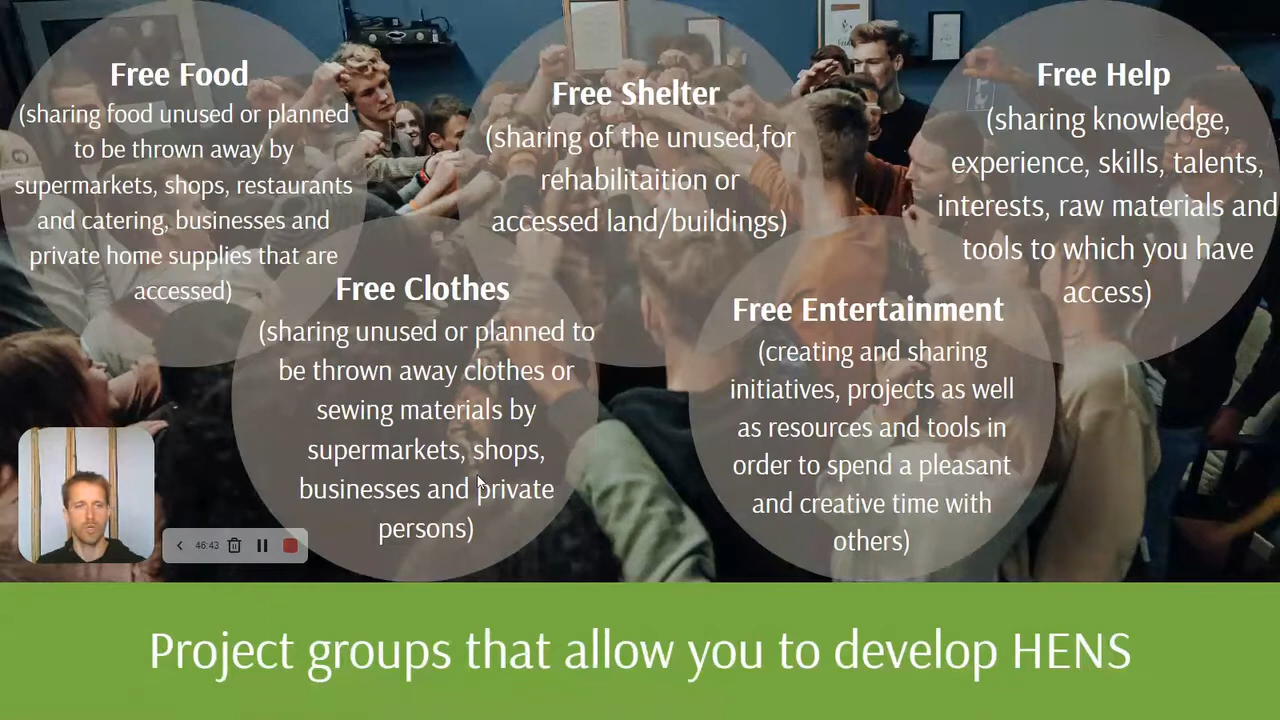 Free Food
(sharing food unused or planned
to be thrown away by
supermarkets, shops, restaurants
and catering, businesses and
private home supplies that are
accessed)
Free Shelter
(sharing of the unused,for
rehabilitaition or
accessed land/buildings)
Free Help
(sharing knowledge,
experience, skills, talents,
interests, raw materials and
tools to which you have
access)
Free Clothes
(sharing unused or planned to
be thrown away clothes or
sewing materials by
supermarkets, shops,
businesses and private
persons)
Free Entertainment
(creating and sharing
initiatives, projects as well
as resources and tools in
order to spend a pleasant
and creative time with
others)
46:43
Project groups that allow you to develop HENS